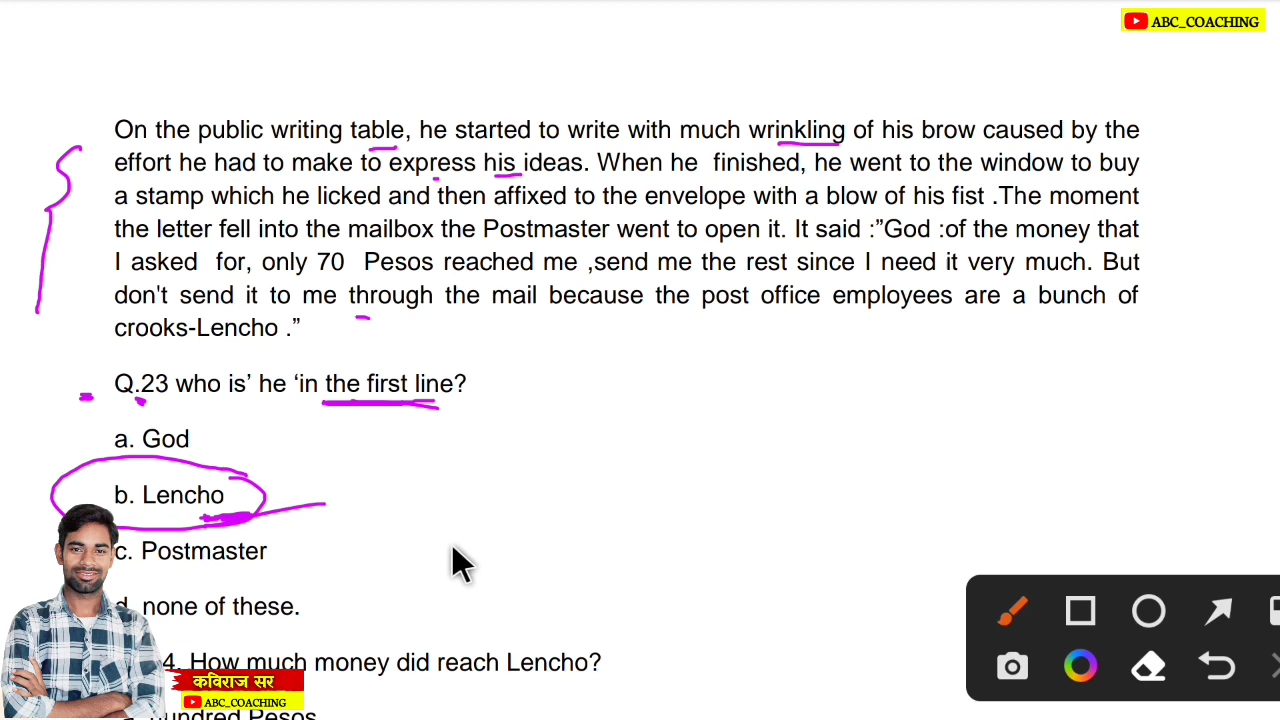 ABC_COACHING
On the public writing table, he started to write with much wrinkling of his brow caused by the
effort he had to make to express his ideas. When he finished, he went to the window to buy
a stamp which he licked and then affixed to the envelope with a blow of his fist .The moment
the letter fell into the mailbox the Postmaster went to open it. It said :”God :of the money that
I asked for, only 70 Pesos reached me ,send me the rest since I need it very much. But
don't send it to me through the mail because the post office employees are a bunch of
crooks-Lencho .”
Q.23 who is’ he ‘in the first line?
a. God
b. Lencho
c. Postmaster
d. none of these.
4. How much money did reach Lencho?
कविराज सर
ABC_COACHING
hundred Pesos